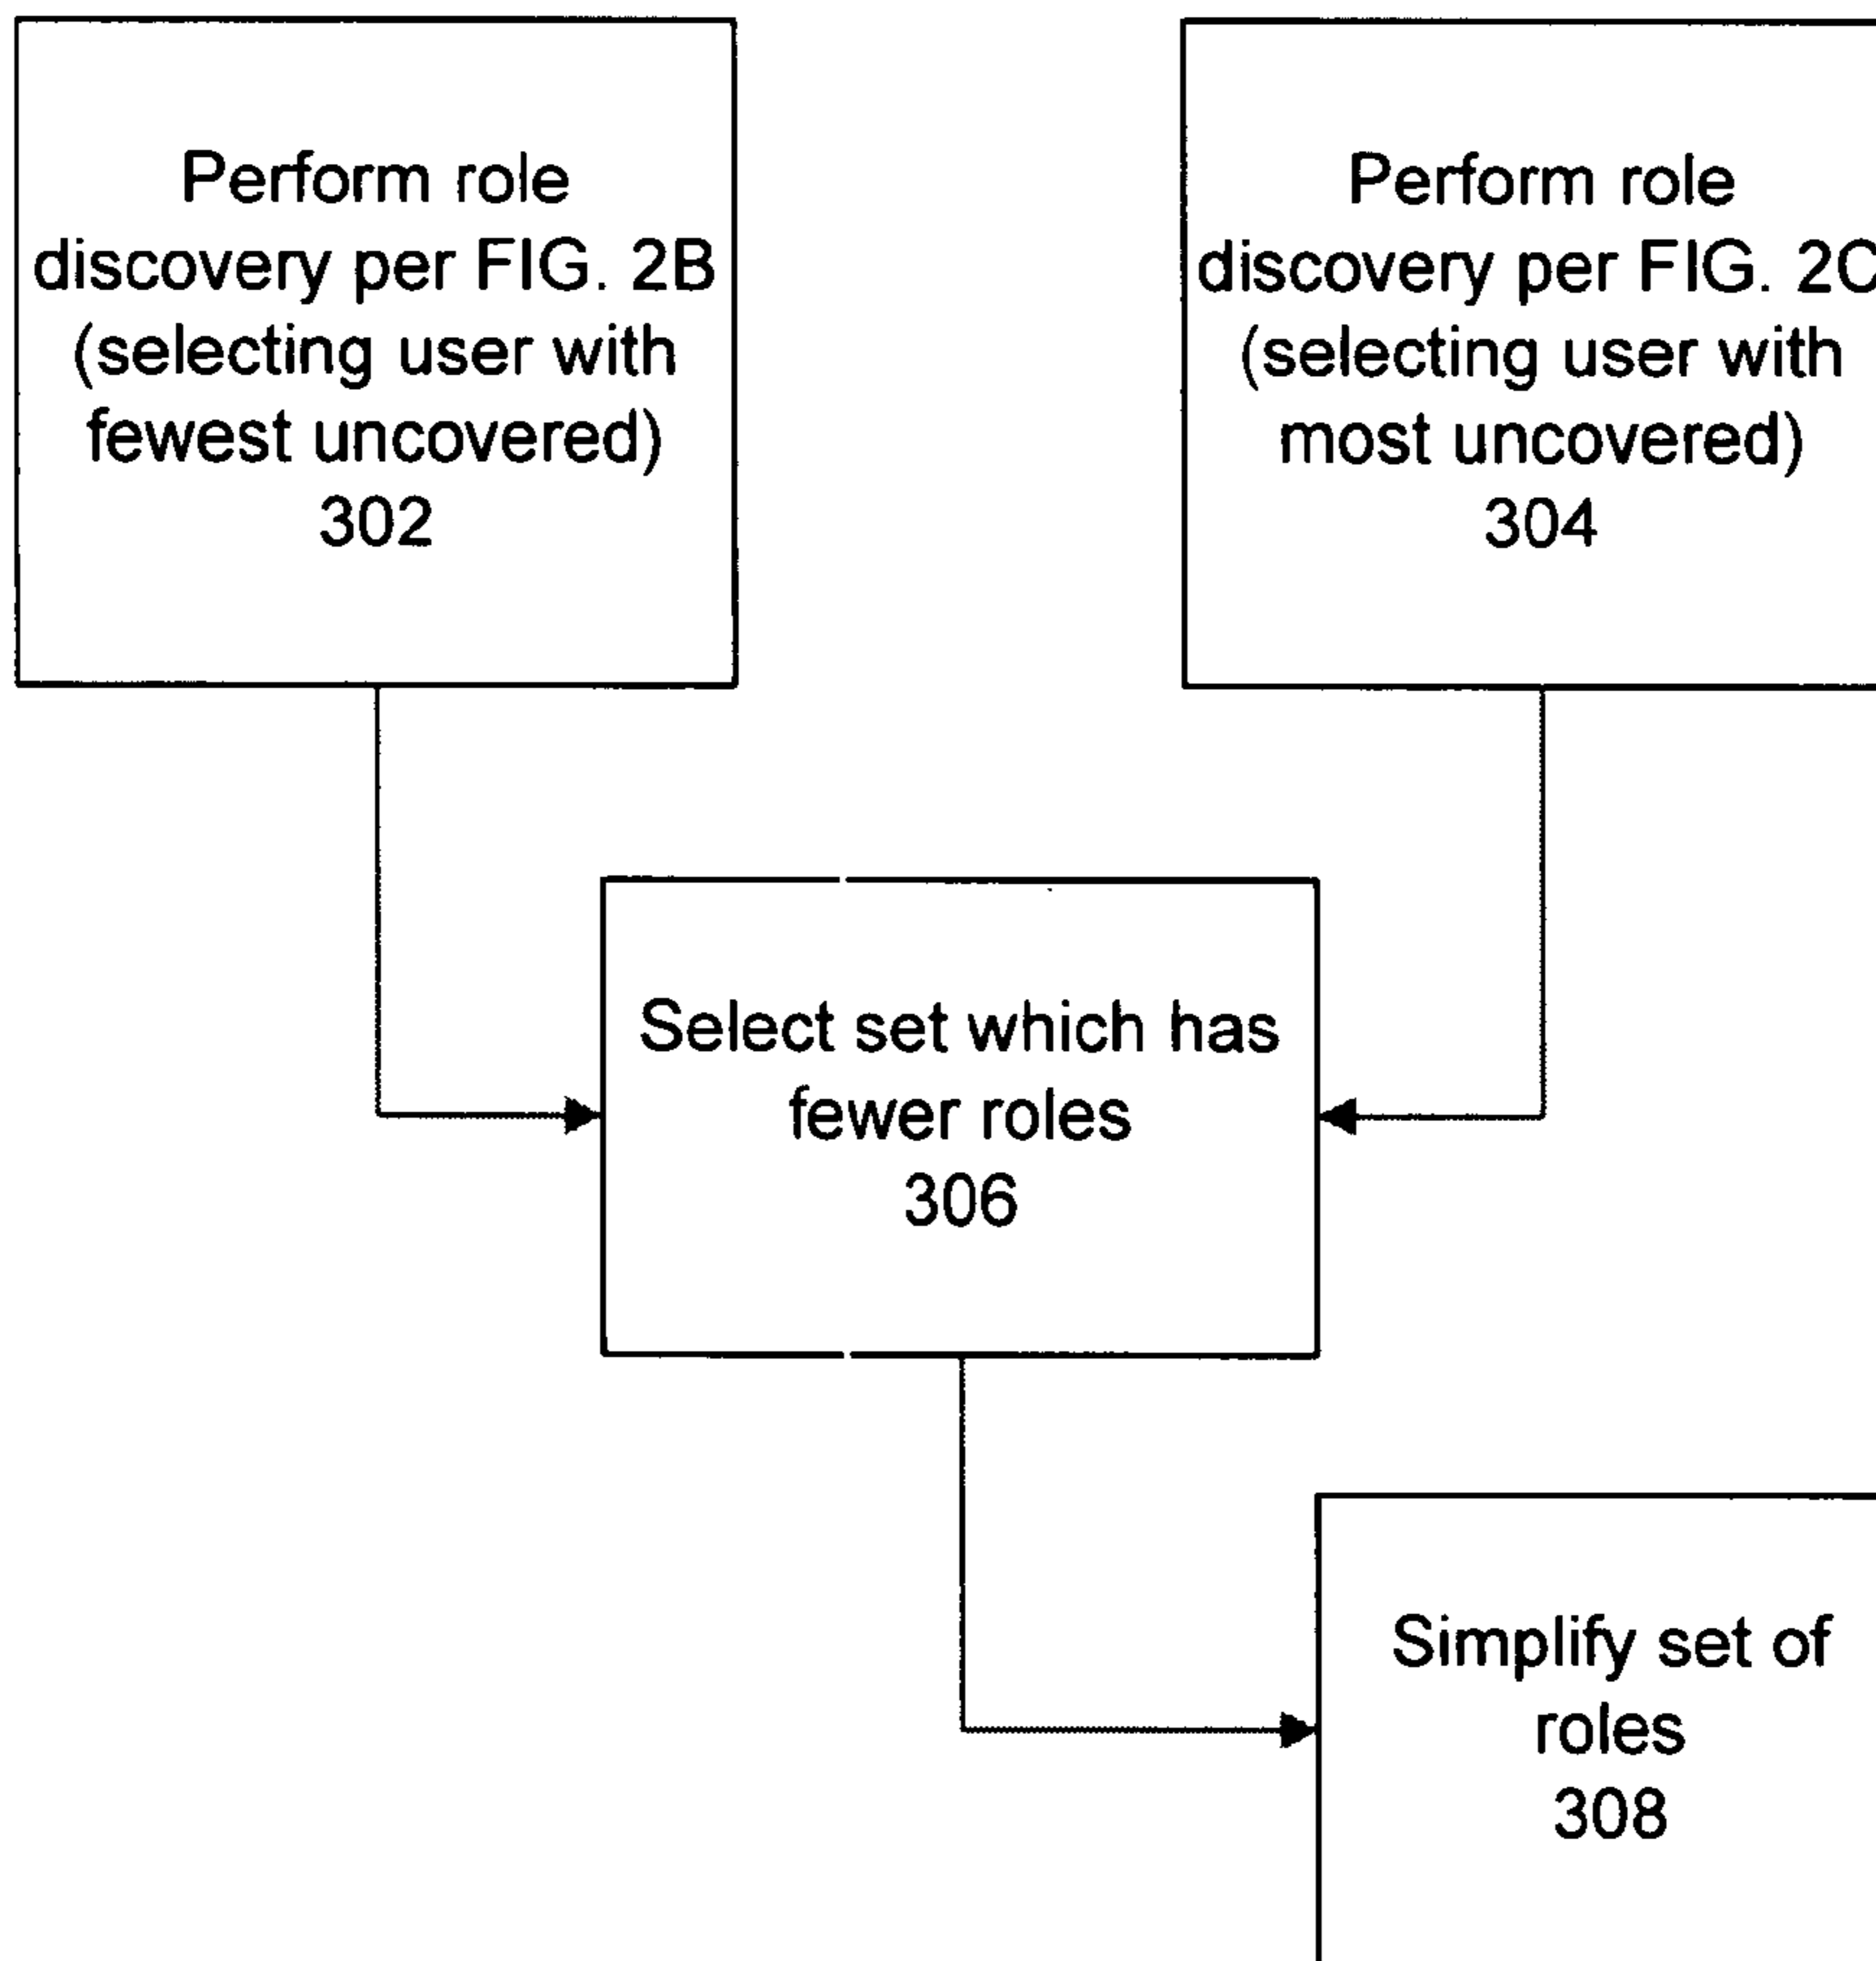 Perform role
discovery per FIG. 2B
(selecting user with
fewest uncovered)
302
Perform role
discovery per FIG. 2C
(selecting user with
most uncovered)
304
Select set which has
fewer roles
306
Simplify set of
roles
308